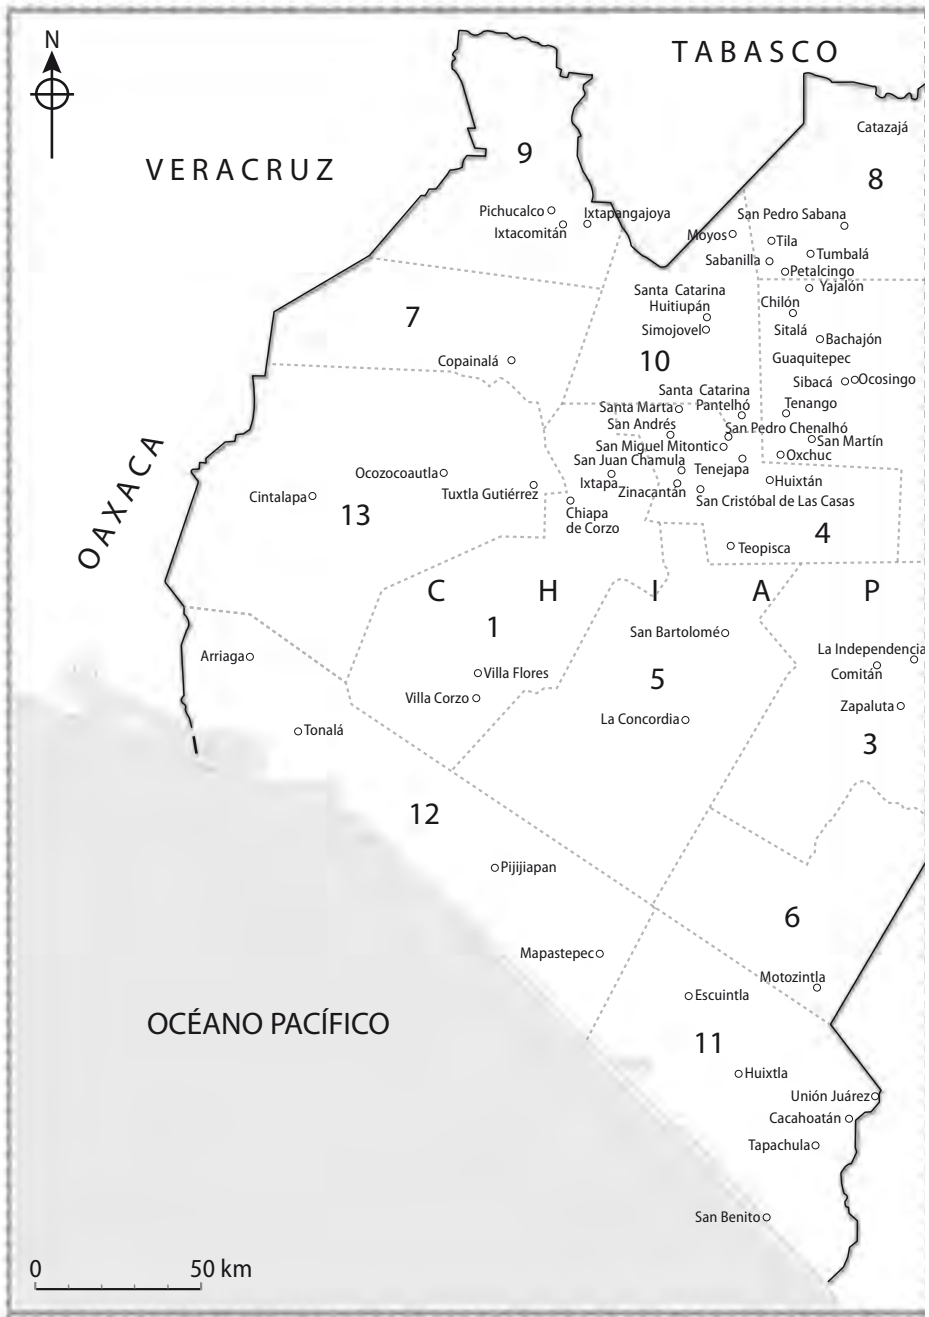 N
TABASCO
VERACRUZ
Catazajá
9
8
Pichucalco
Ixtapangajoya
San Pedro Sabana
Ixtacomitán
Moyos
Tila
Sabanilla
Tumbalá
Petalcingo
Yajalón
Santa Catarina
Huitiupán
Chilón
7
Simojovel
Sitalá
Bachajón
10
Copainalá
Guaquitepec
Sibacá
Ocosingo
Santa Catarina
Pantelhó
Tenango
Santa Marta
San Andrés
San Pedro Chenalhó
San Martín
San Miguel Mitontic
Oxchuc
San Juan Chamula
Tenejapa
OAXACA
Ocozocoautla
Ixtapa
Huixtán
Cintalapa
Tuxtla Gutiérrez
Zinacantán
San Cristóbal de Las Casas
13
Chiapa
de Corzo
4
Teopisca
C H I A P
1
San Bartolomé
Arriaga
La Independencia
Comitán
Villa Flores
5
Villa Corzo
Zapaluta
La Concordia
Tonalá
3
12
Pijijiapan
6
Mapastepec
Motozintla
Escuintla
OCÉANO PACÍFICO
11
Huixtla
Unión Juárez
Cacahoatán
Tapachula
San Benito
0 50 km